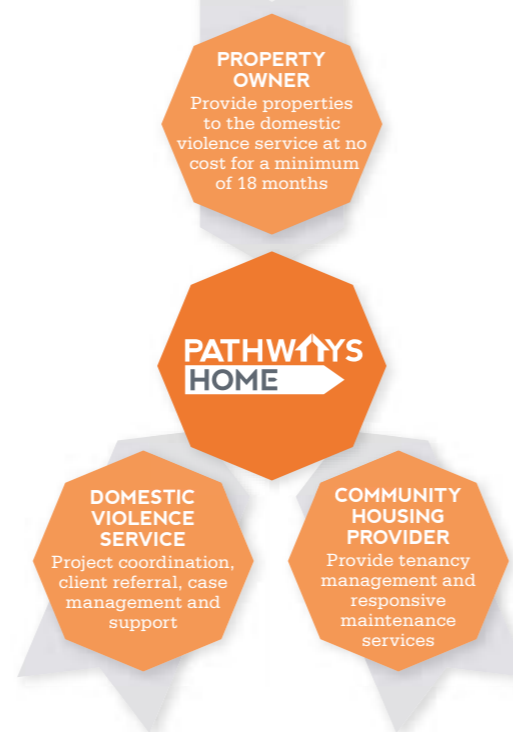 PROPERTY
OWNER
Provide properties
to the domestic
violence service at no
cost for a minimum
of 18 months
PATHWAYS
HOME
DOMESTIC
VIOLENCE
SERVICE
Project coordination,
client referral, case
management and
support
COMMUNITY
HOUSING
PROVIDER
Provide tenancy
management and
responsive
maintenance
services